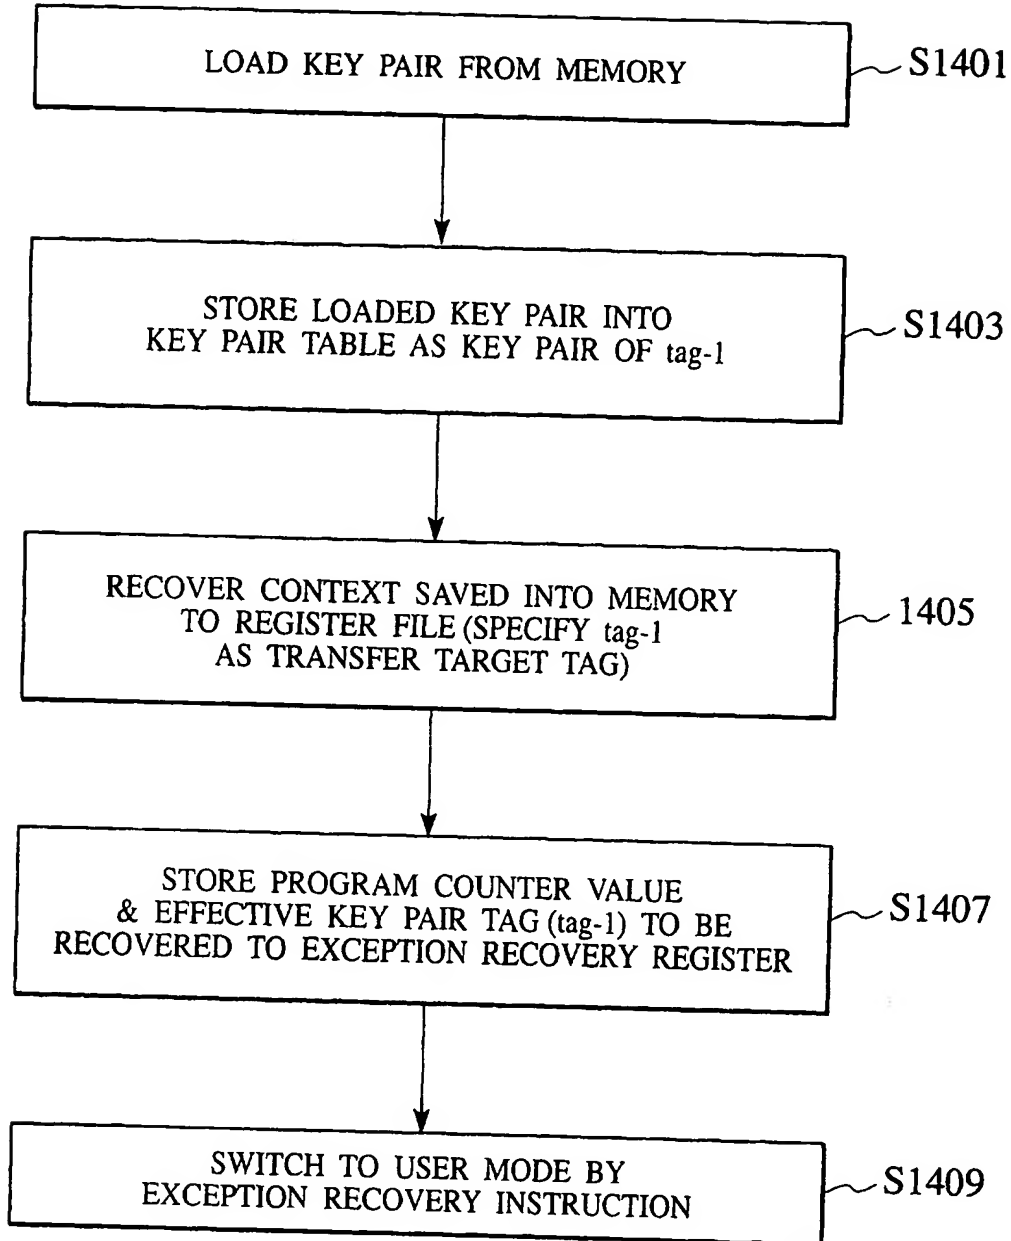 LOAD KEY PAIR FROM MEMORY
S1401
STORE LOADED KEY PAIR INTO
KEY PAIR TABLE AS KEY PAIR OF tag-1
S1403
RECOVER CONTEXT SAVED INTO MEMORY
TO REGISTER FILE (SPECIFY tag-1
AS TRANSFER TARGET TAG)
1405
STORE PROGRAM COUNTER VALUE
& EFFECTIVE KEY PAIR TAG (tag-1) TO BE
RECOVERED TO EXCEPTION RECOVERY REGISTER
S1407
SWITCH TO USER MODE BY
EXCEPTION RECOVERY INSTRUCTION
S1409